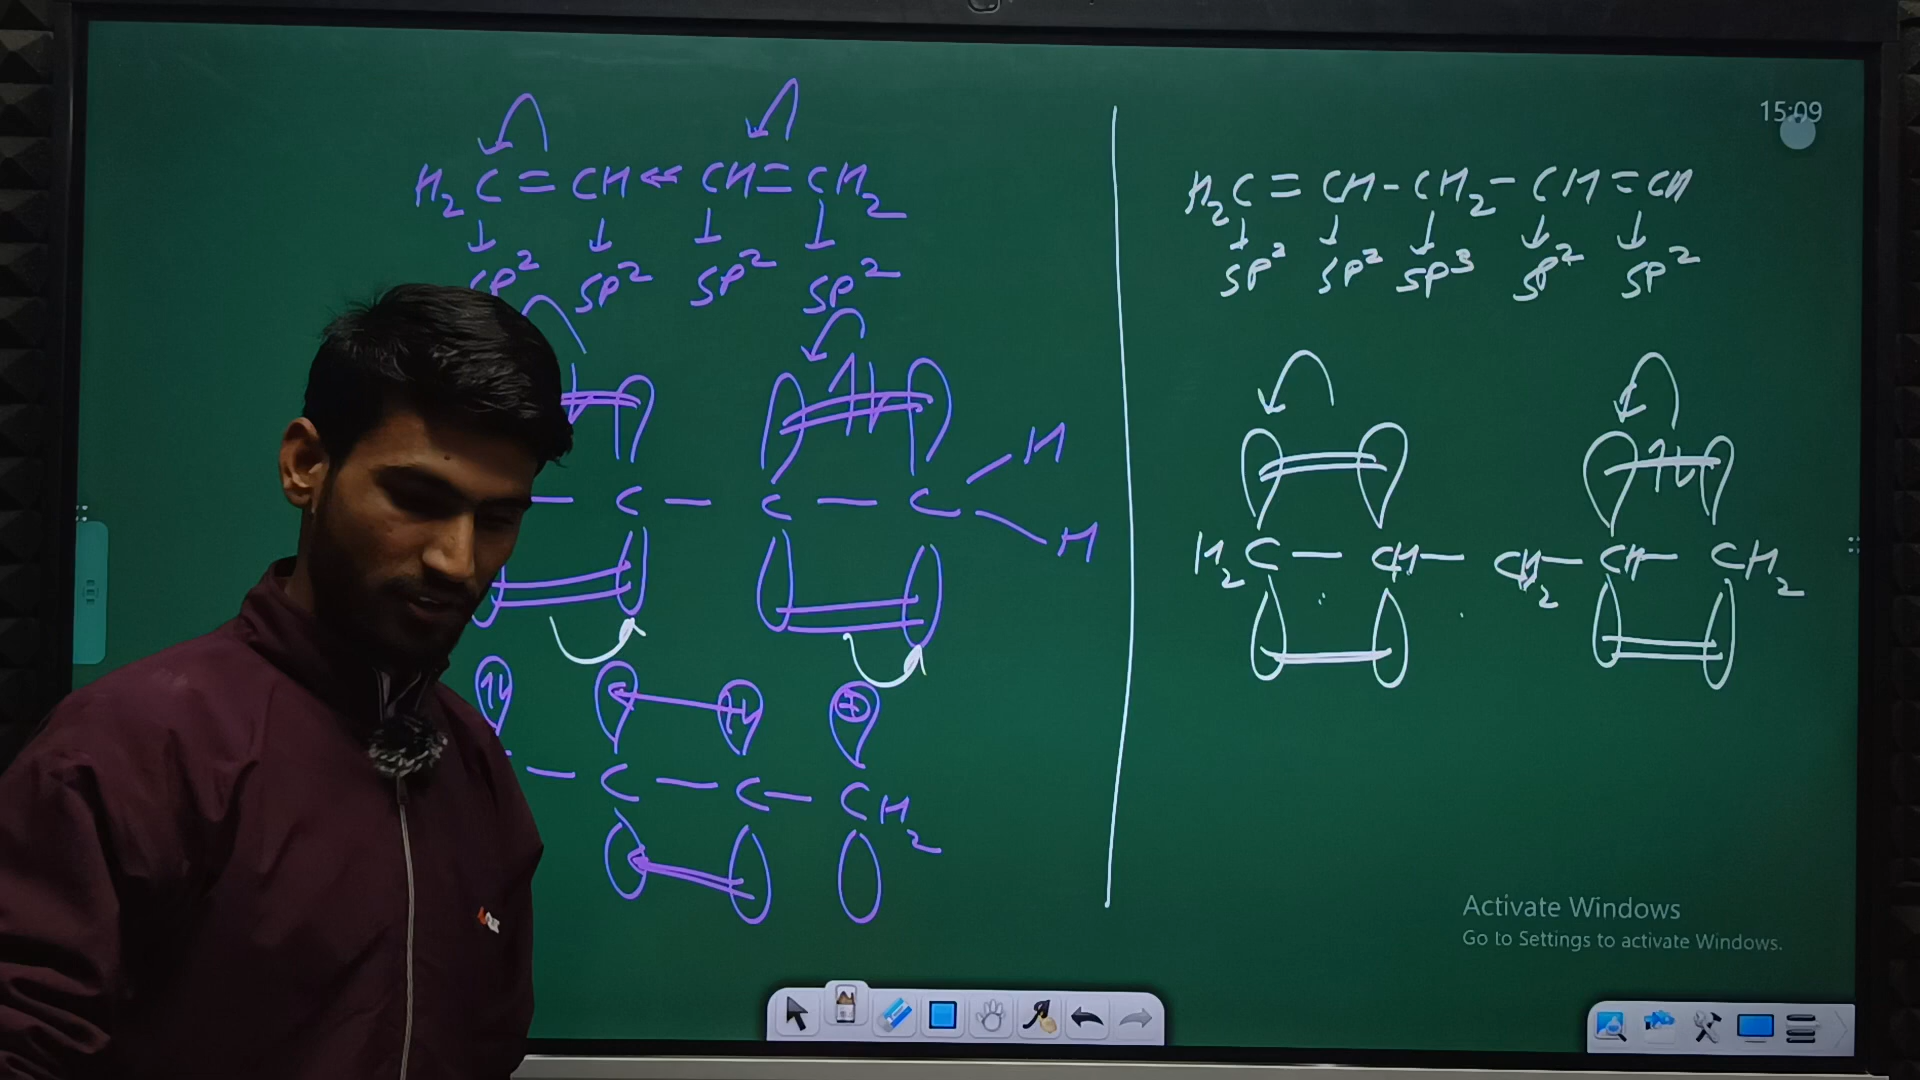 15:09
H₂C = CH - CH = CH₂
SP² SP² SP² SP²
C — C — C
H
H
— C — C — CH₂
H₂C = CH - CH₂ - CH = CH
SP² SP² SP³ SP² SP²
H₂C — CH — CH₂ — CH — CH₂
Activate Windows
Go to Settings to activate Windows.